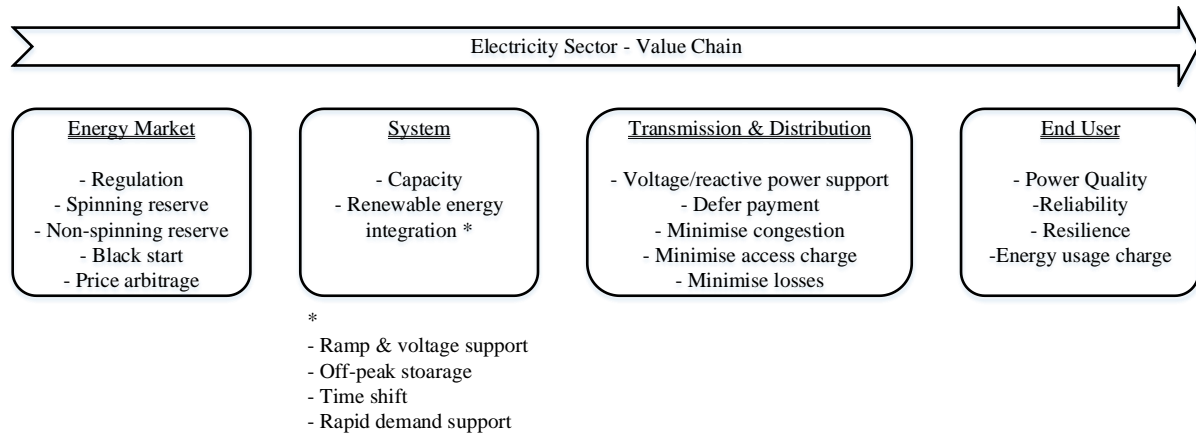 Electricity Sector - Value Chain
Energy Market
- Regulation
- Spinning reserve
- Non-spinning reserve
- Black start
- Price arbitrage
System
- Capacity
- Renewable energy
integration *
Transmission & Distribution
- Voltage/reactive power support
- Defer payment
- Minimise congestion
- Minimise access charge
- Minimise losses
End User
- Power Quality
-Reliability
- Resilience
-Energy usage charge
*
- Ramp & voltage support
- Off-peak stoarage
- Time shift
- Rapid demand support